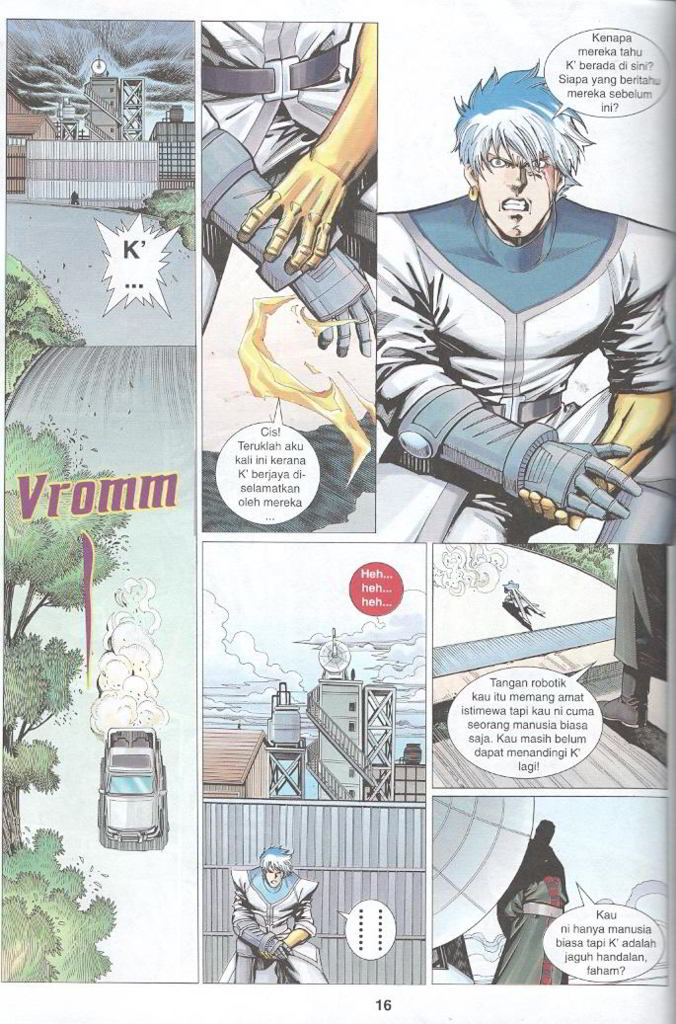 K'
...
Vromm
Cis!
Teruklah aku
kali ini kerana
K' berjaya di-
selamatkan
oleh mereka
...
Kenapa
mereka tahu
K' berada di sini?
Siapa yang beritahu
mereka sebelum
ini?
Heh...
heh...
heh...
Tangan robotik
kau itu memang amat
istimewa tapi kau ni cuma
seorang manusia biasa
saja. Kau masih belum
dapat menandingi K'
lagi!
......
......
Kau
ni hanya manusia
biasa tapi K' adalah
jaguh handalan,
faham?
16